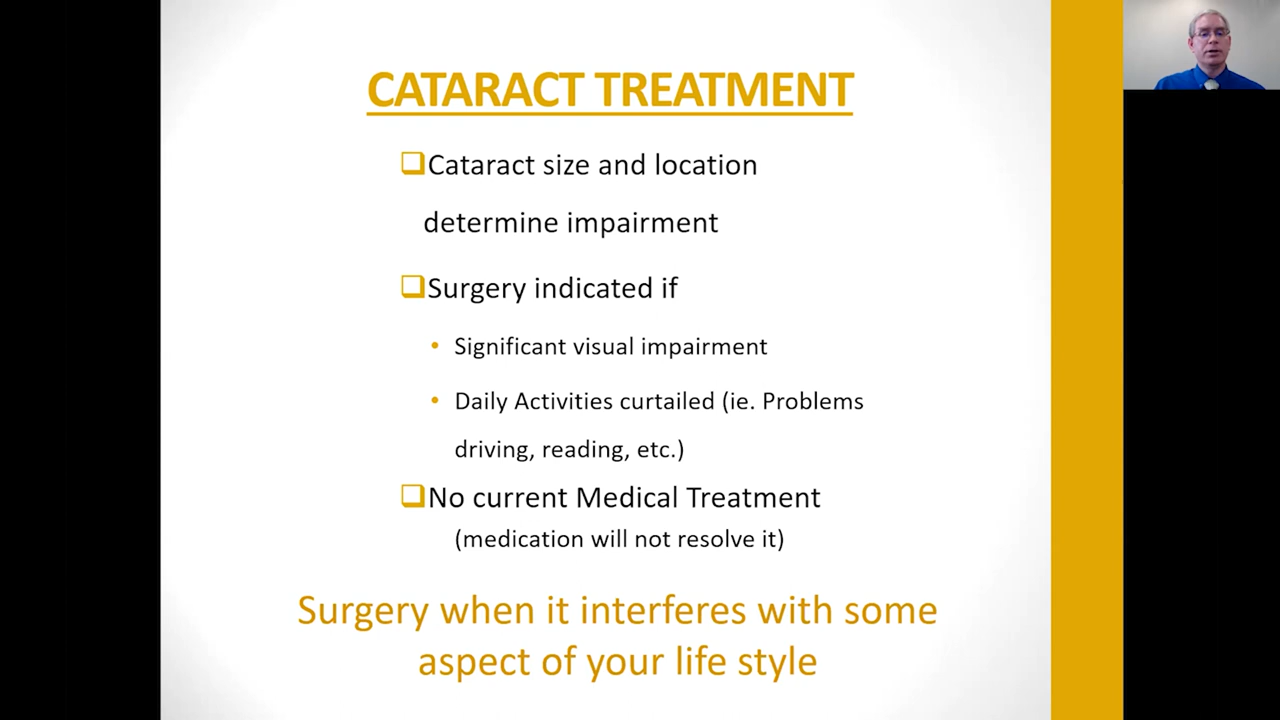 CATARACT TREATMENT
Cataract size and location
determine impairment
Surgery indicated if
• Significant visual impairment
• Daily Activities curtailed (ie. Problems
driving, reading, etc.)
No current Medical Treatment
(medication will not resolve it)
Surgery when it interferes with some
aspect of your life style